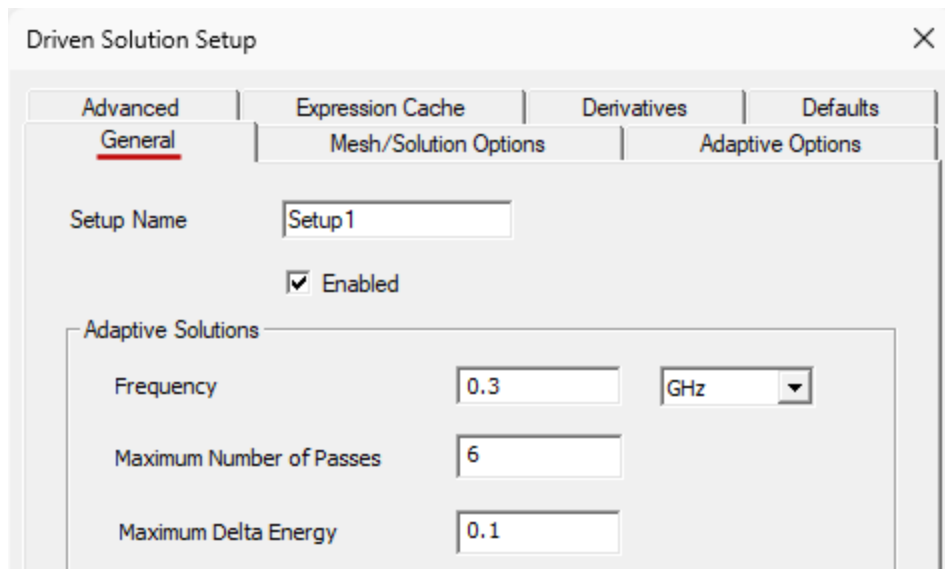 Driven Solution Setup
Advanced Expression Cache Derivatives Defaults
General Mesh/Solution Options Adaptive Options
Setup Name Setup1
Enabled
Adaptive Solutions
Frequency 0.3 GHz
Maximum Number of Passes 6
Maximum Delta Energy 0.1